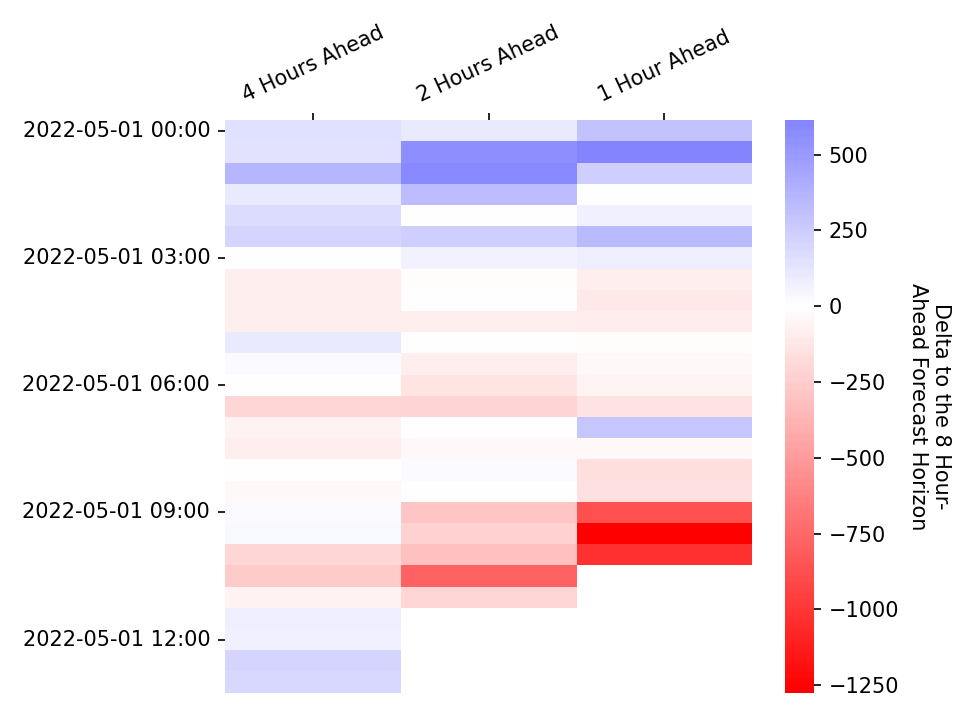 4 Hours Ahead
2 Hours Ahead
1 Hour Ahead
2022-05-01 00:00
2022-05-01 03:00
2022-05-01 06:00
2022-05-01 09:00
2022-05-01 12:00
500
250
0
−250
−500
−750
−1000
−1250
Delta to the 8 Hour-
Ahead Forecast Horizon